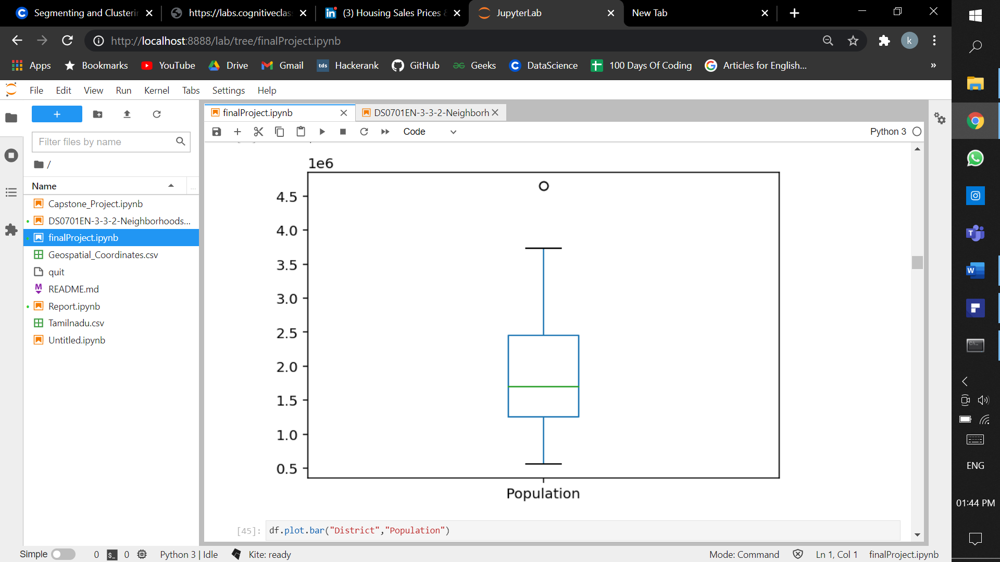 Segmenting and Clusterin
https://labs.cognitiveclas
(3) Housing Sales Prices &
JupyterLab
New Tab
http://localhost:8888/lab/tree/finalProject.ipynb
k
Apps
Bookmarks
YouTube
Drive
Gmail
tds Hackerank
GitHub
Geeks
DataScience
100 Days Of Coding
Articles for English...
»
File Edit View Run Kernel Tabs Settings Help
finalProject.ipynb
DS0701EN-3-3-2-Neighborh
Code
Python 3
Filter files by name
/
Name
...
Capstone_Project.ipynb
DS0701EN-3-3-2-Neighborhoods...
finalProject.ipynb
Geospatial_Coordinates.csv
quit
README.md
Report.ipynb
Tamilnadu.csv
Untitled.ipynb
1e6
4.5
4.0
3.5
3.0
2.5
2.0
1.5
1.0
0.5
Population
[45]: df.plot.bar("District","Population")
Simple 0 $_ 0 Python 3 | Idle Kite: ready Mode: Command Ln 1, Col 1 finalProject.ipynb
ENG
01:44 PM